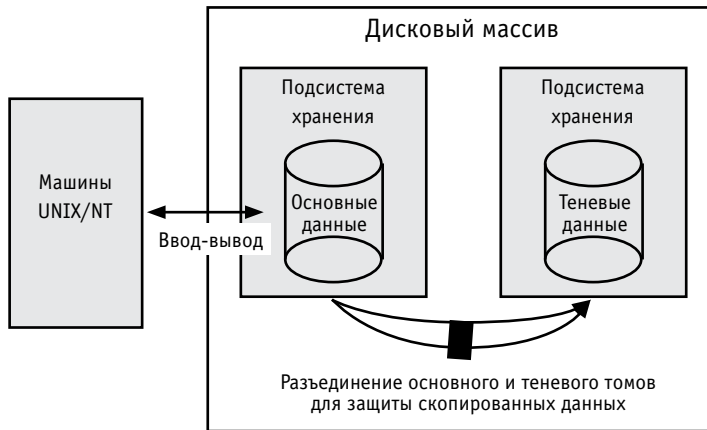 Дисковый массив
Подсистема
хранения
Подсистема
хранения
Машины
UNIX/NT
Основные
данные
Теневые
данные
Ввод-вывод
Разъединение основного и теневого томов
для защиты скопированных данных